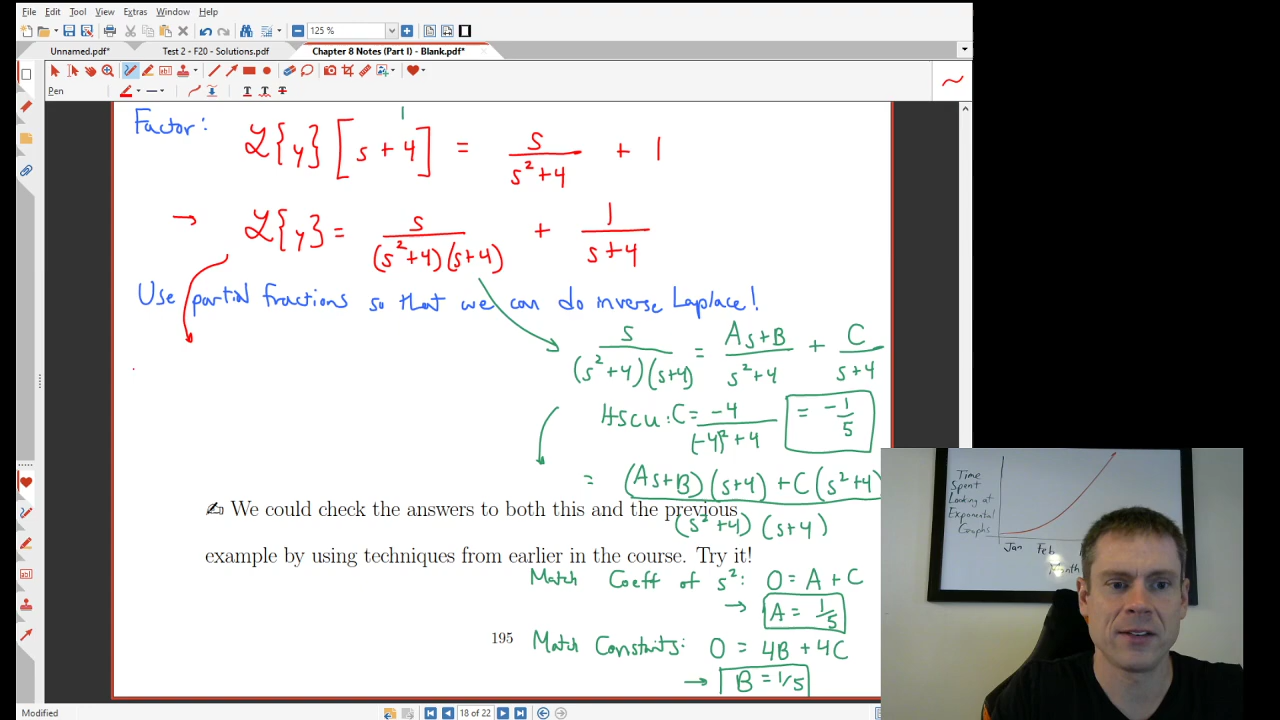 File Edit Tool View Extras Window Help
125 %
Unnamed.pdf* Test 2 - F20 - Solutions.pdf Chapter 8 Notes (Part I) - Blank.pdf*
Pen
Factor: ℒ{y}[s + 4] = s/(s²+4) + 1
→ ℒ{y} = s/((s²+4)(s+4)) + 1/(s+4)
Use partial fractions so that we can do inverse Laplace!
s/((s²+4)(s+4)) = (As+B)/(s²+4) + C/(s+4)
HSCU: C = -4/((-4)²+4) = -1/5
= ((As+B)(s+4) + C(s²+4))/((s²+4)(s+4))
✍ We could check the answers to both this and the previous
example by using techniques from earlier in the course. Try it!
Match Coeff of s²: 0 = A + C
→ A = 1/5
195
Match Constants: 0 = 4B + 4C
→ B = 1/5
Time
Spent
Looking at
Exponential
Graphs
Jan Feb
Modified
18 of 22